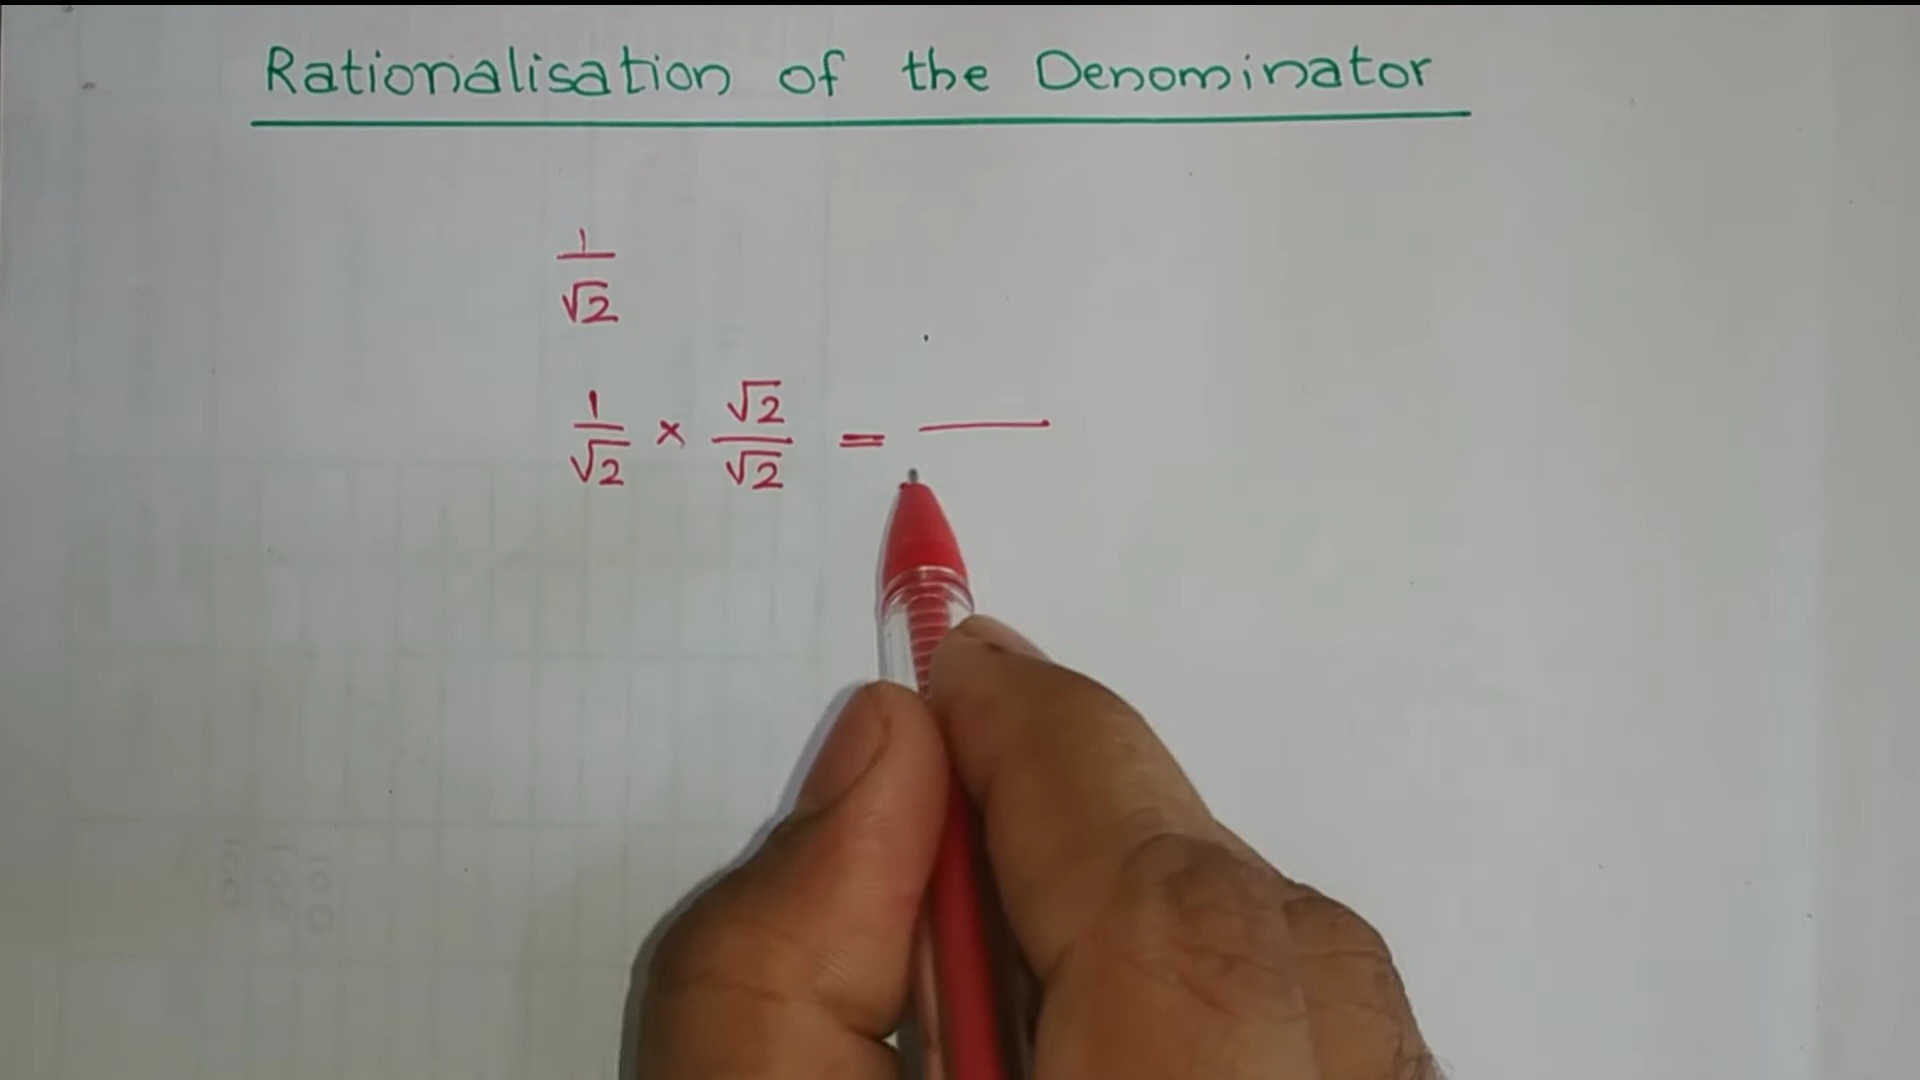 Rationalisation of the Denominator
1/√2
1/√2 × √2/√2 =